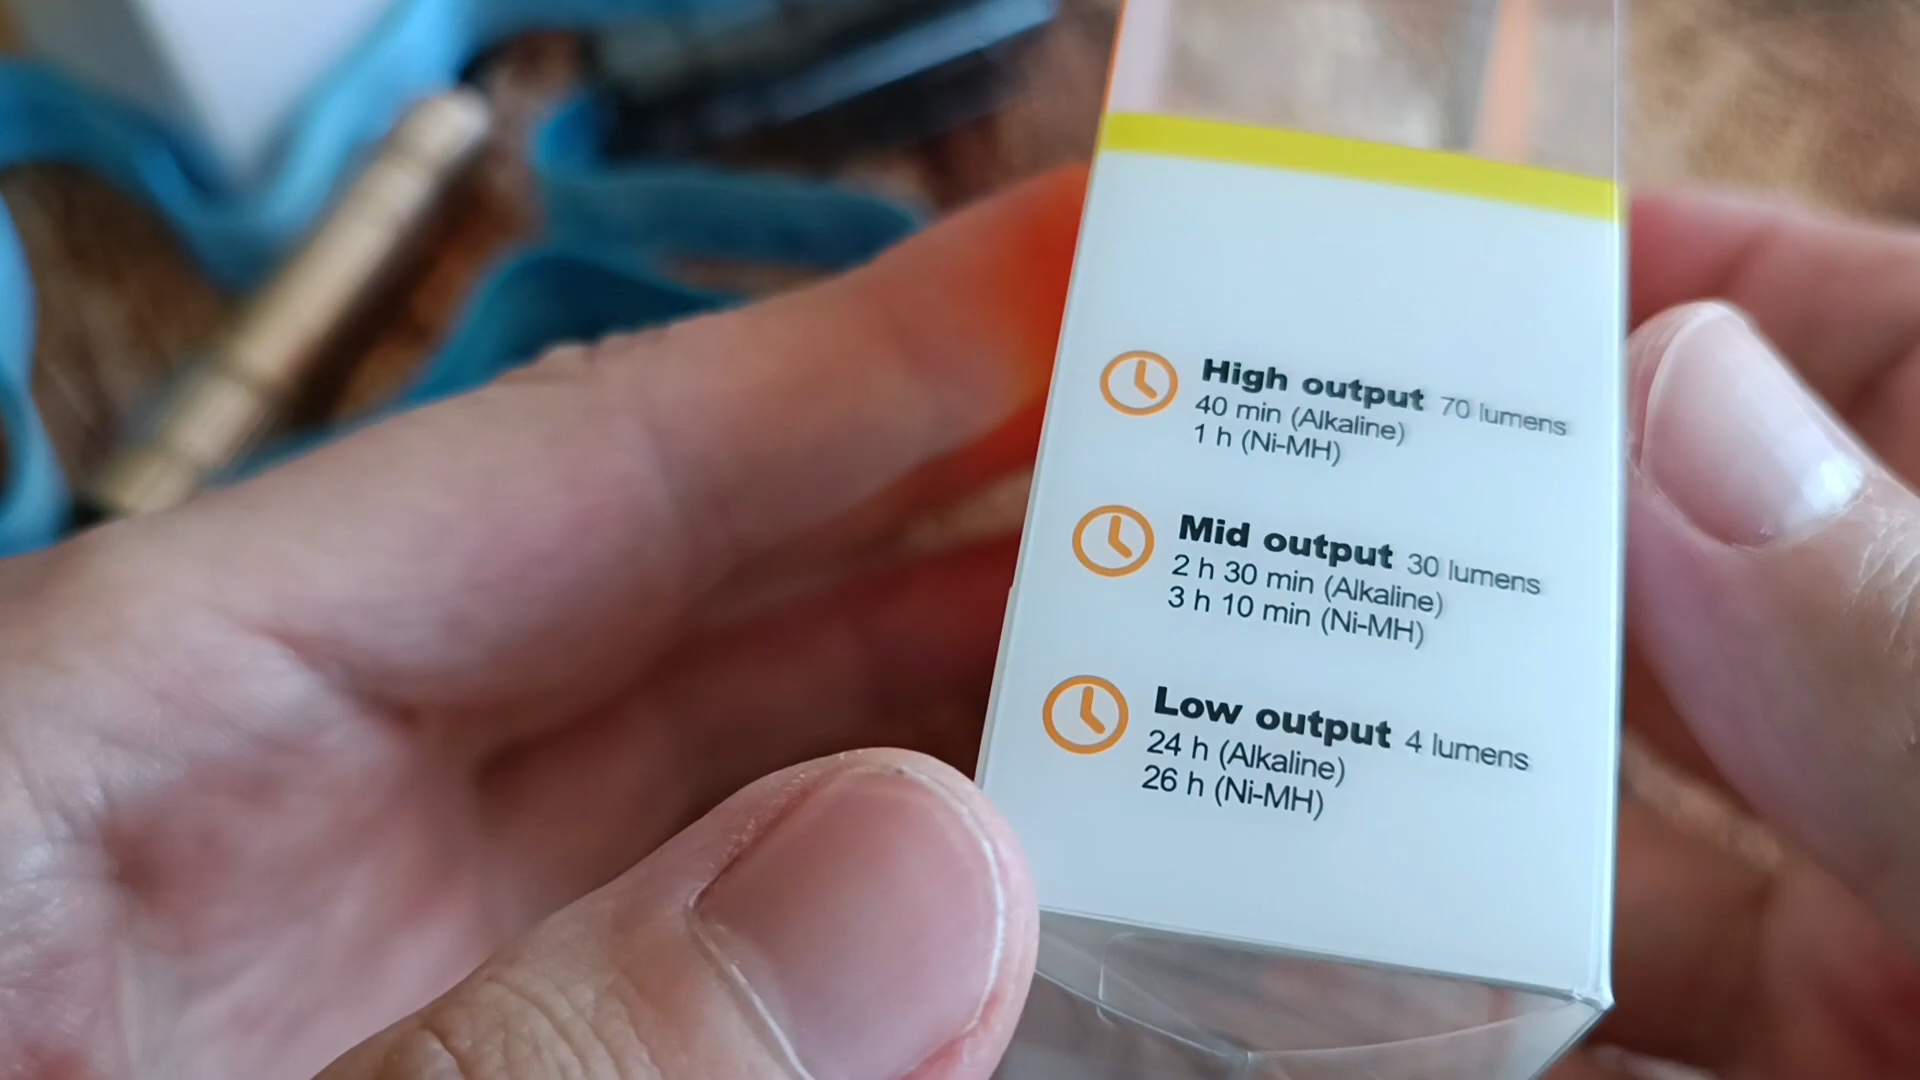 High output 70 lumens
40 min (Alkaline)
1 h (Ni-MH)
Mid output 30 lumens
2 h 30 min (Alkaline)
3 h 10 min (Ni-MH)
Low output 4 lumens
24 h (Alkaline)
26 h (Ni-MH)